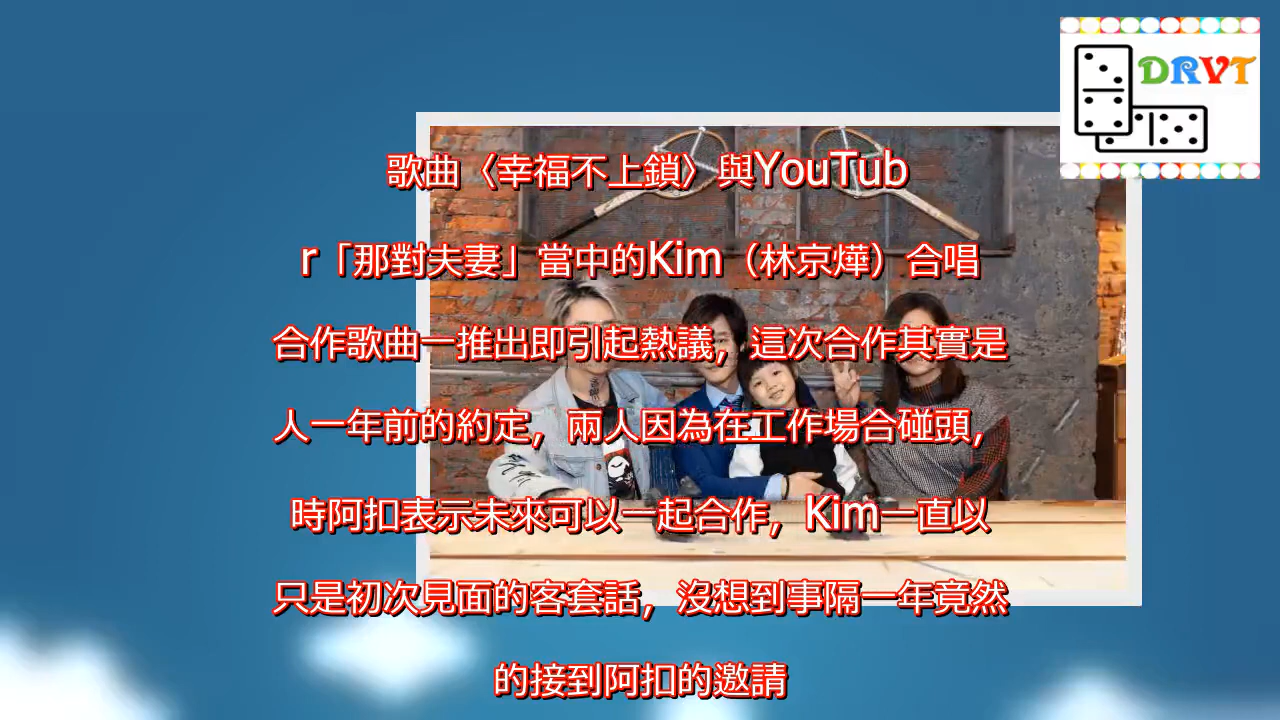 DRVT
歌曲〈幸福不上鎖〉與YouTub
r「那對夫妻」當中的Kim（林京燁）合唱
合作歌曲一推出即引起熱議，這次合作其實是
人一年前的約定，兩人因為在工作場合碰頭，
時阿扣表示未來可以一起合作，Kim一直以
只是初次見面的客套話，沒想到事隔一年竟然
的接到阿扣的邀請